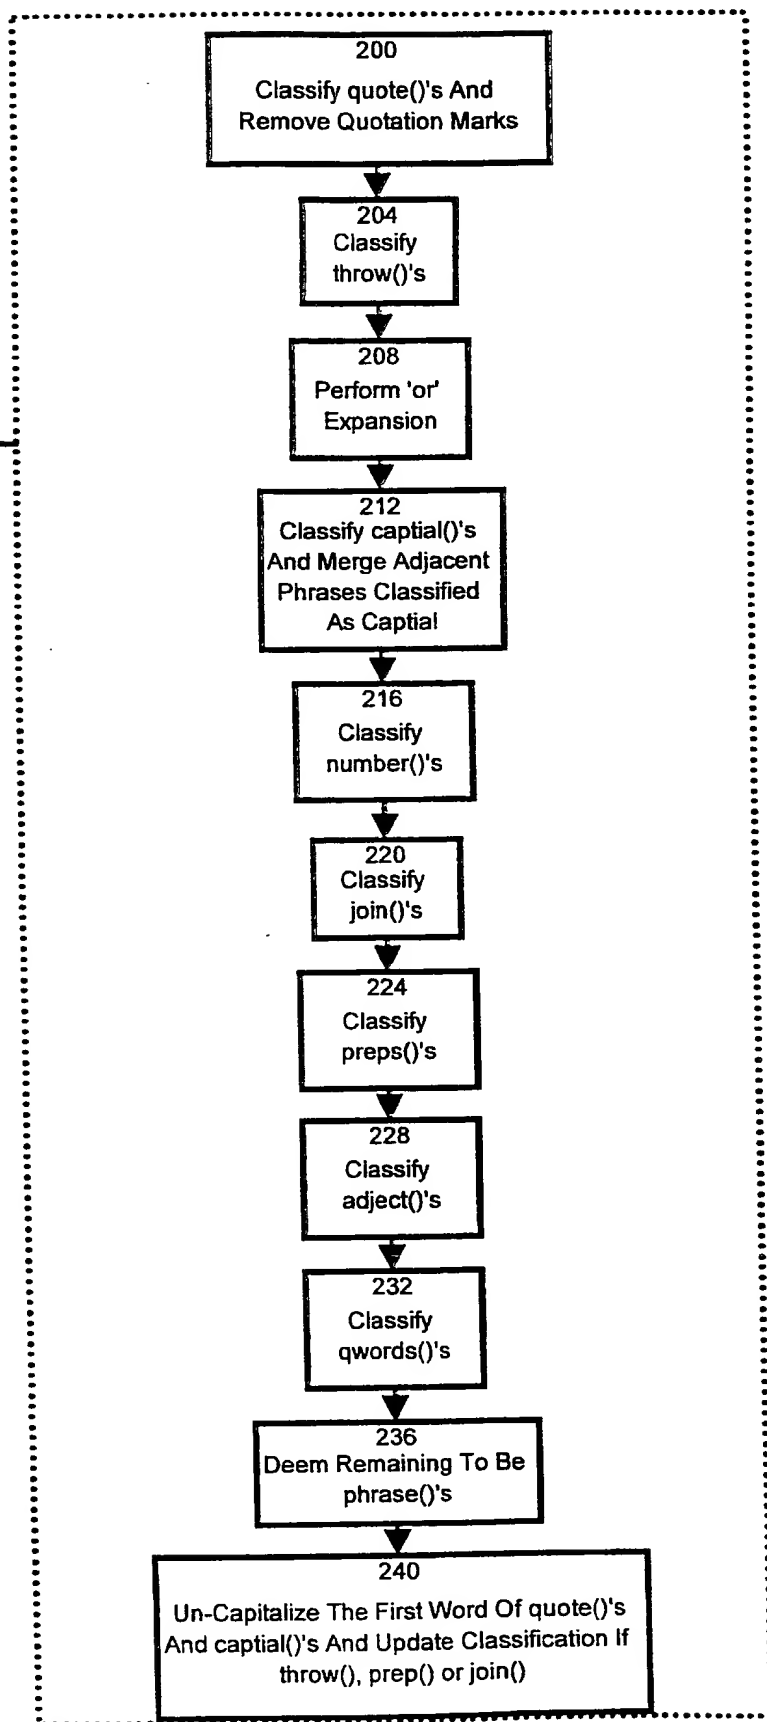 200
Classify quote()'s And
Remove Quotation Marks
204
Classify
throw()'s
208
Perform 'or'
Expansion
212
Classify captial()'s
And Merge Adjacent
Phrases Classified
As Captial
216
Classify
number()'s
220
Classify
join()'s
224
Classify
preps()'s
228
Classify
adject()'s
232
Classify
qwords()'s
236
Deem Remaining To Be
phrase()'s
240
Un-Capitalize The First Word Of quote()'s
And captial()'s And Update Classification If
throw(), prep() or join()